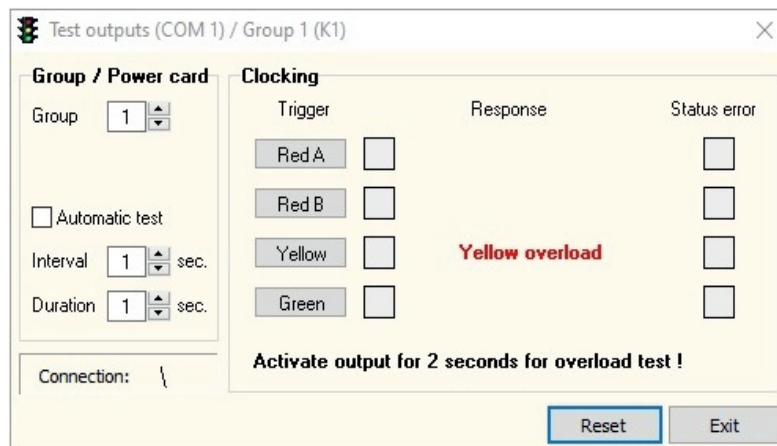 Test outputs (COM 1) / Group 1 (K1)
Group / Power card
Group 1
Automatic test
Interval 1 sec.
Duration 1 sec.
Connection: \
Clocking
Trigger Response Status error
Red A
Red B
Yellow Yellow overload
Green
Activate output for 2 seconds for overload test !
Reset Exit